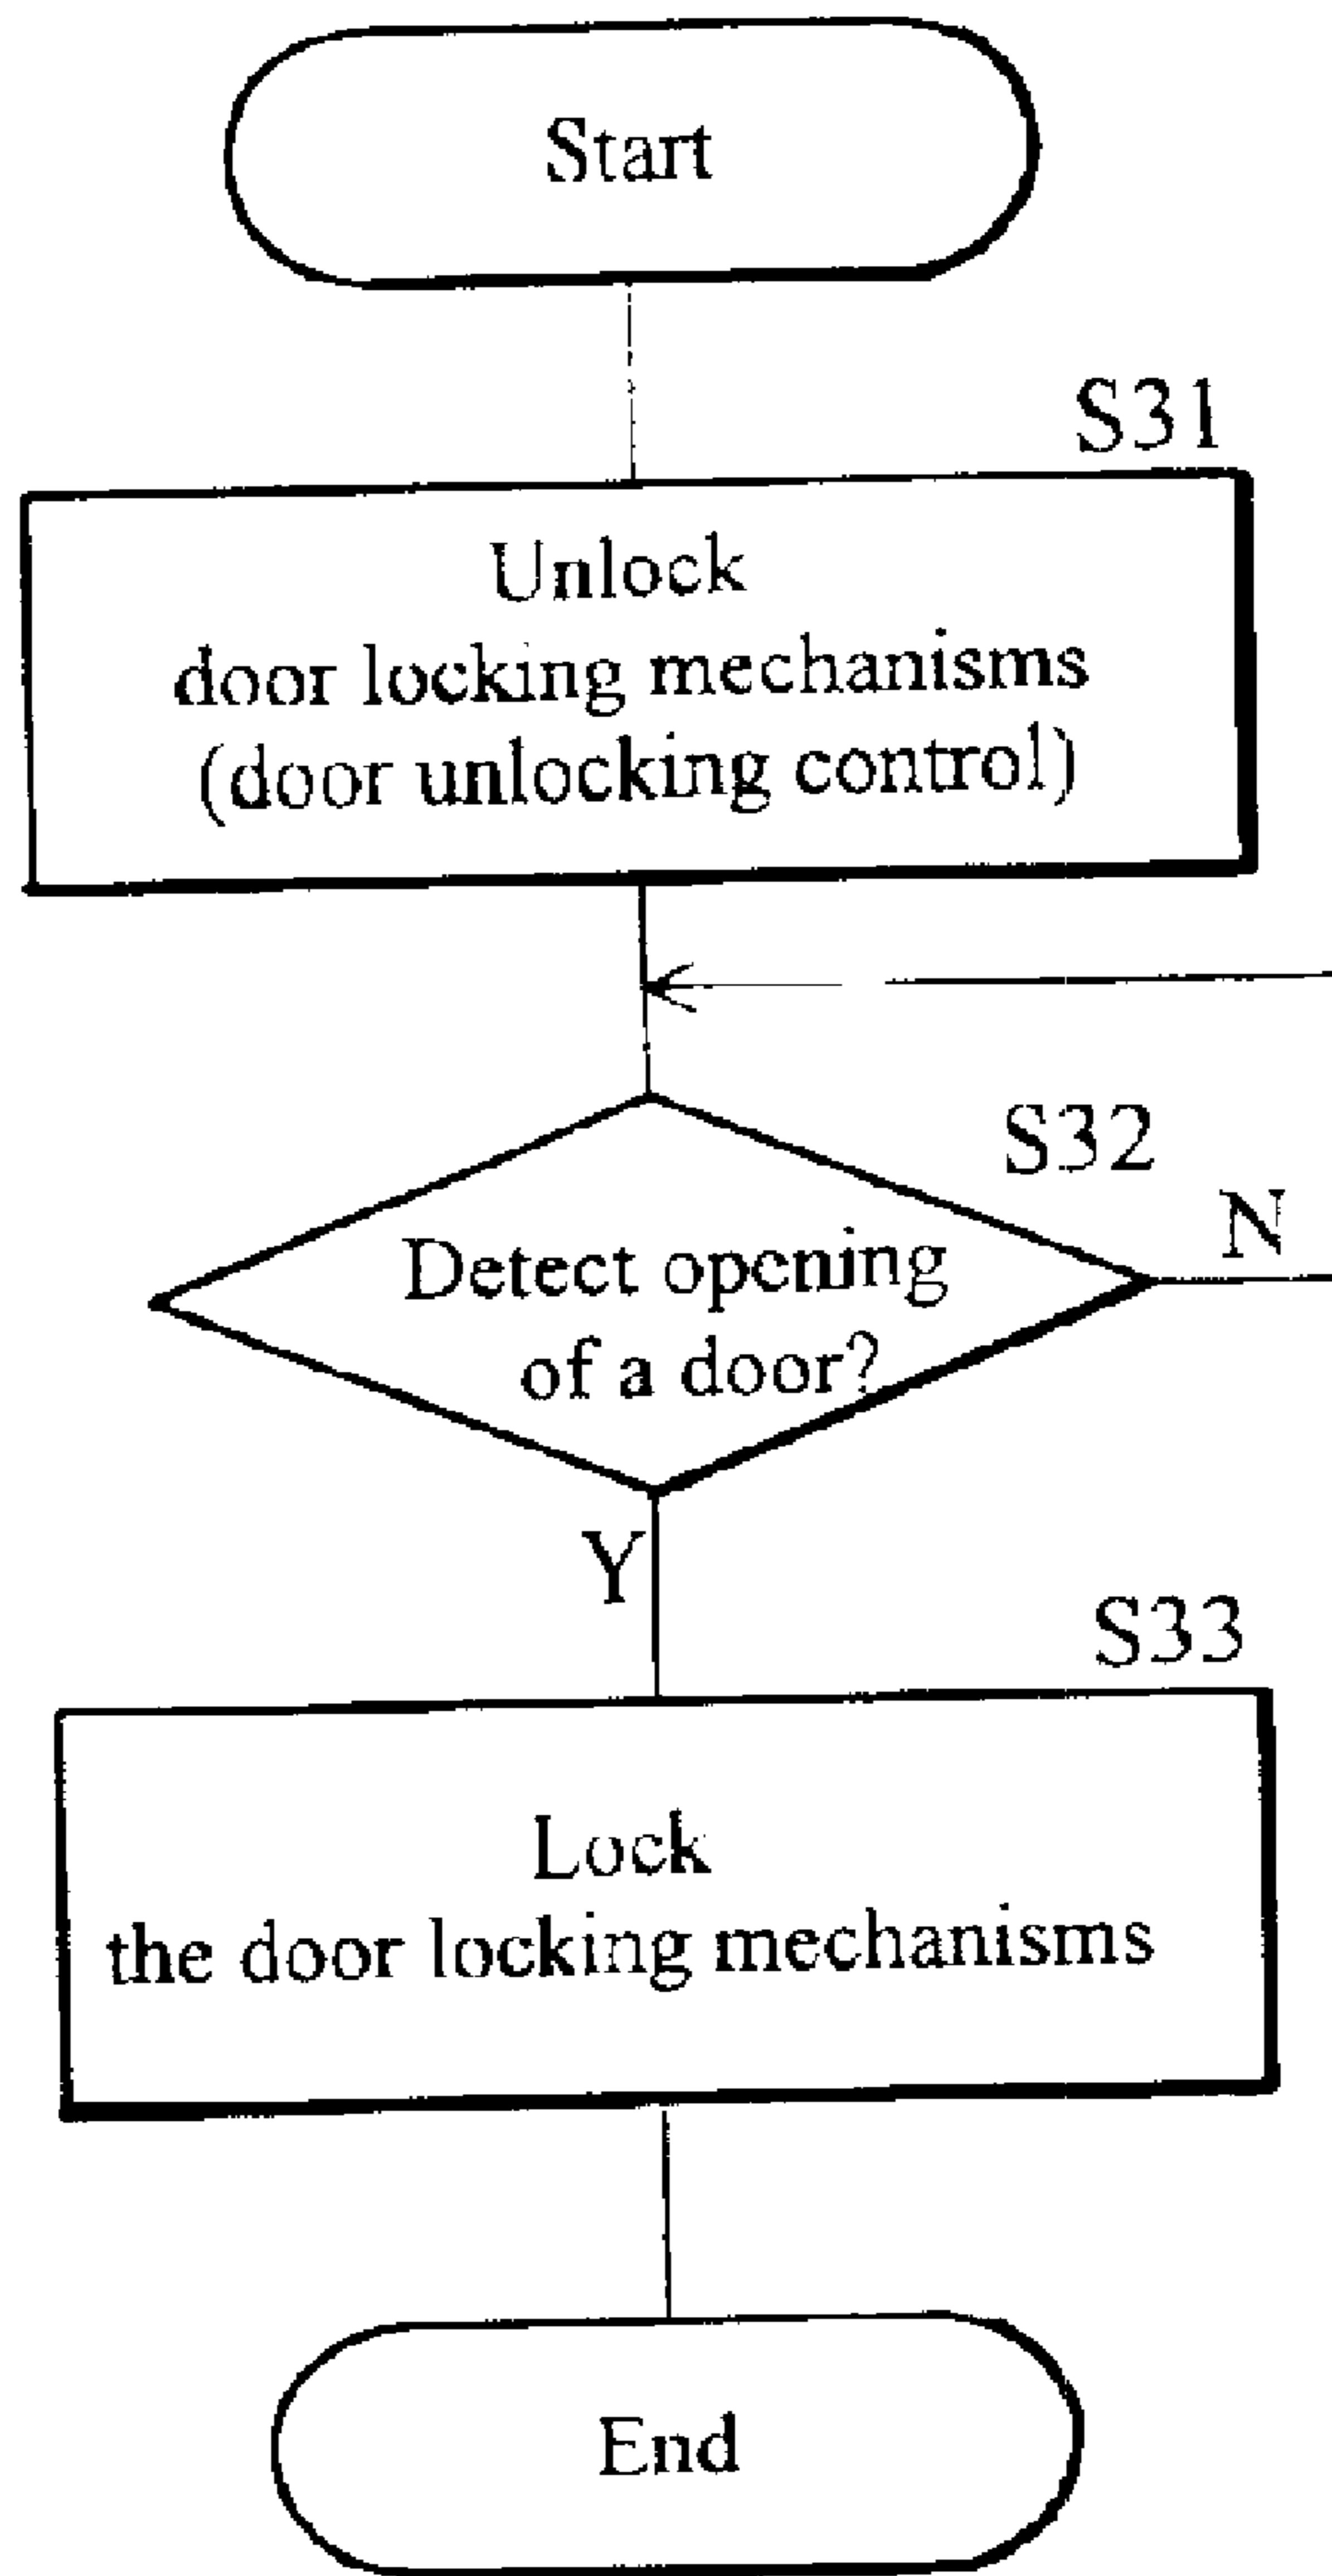 Start
S31
Unlock
door locking mechanisms
(door unlocking control)
S32
N
Detect opening
of a door?
Y
S33
Lock
the door locking mechanisms
End